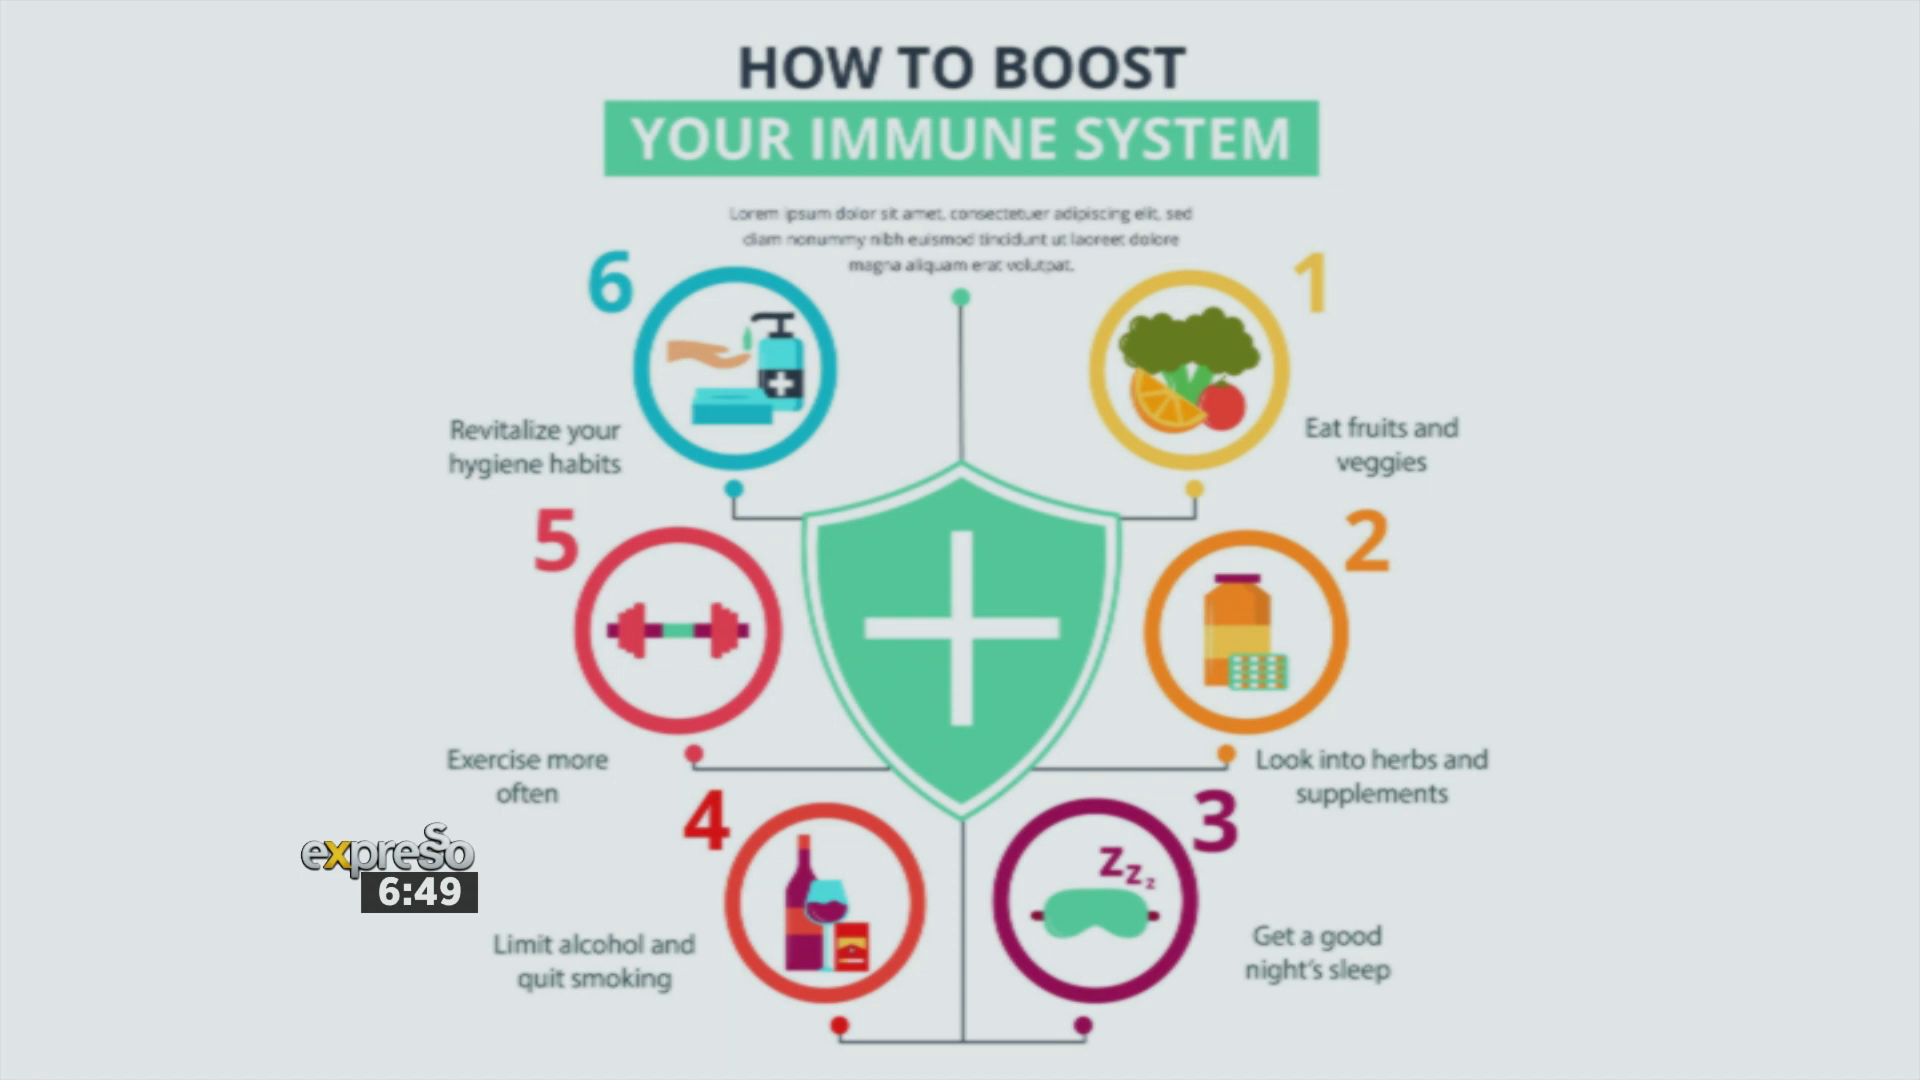 HOW TO BOOST
YOUR IMMUNE SYSTEM
Lorem ipsum dolor sit amet, consectetuer adipiscing elit, sed
diam nonummy nibh euismod tincidunt ut laoreet dolore
magna aliquam erat volutpat.
1
Eat fruits and
veggies
2
Look into herbs and
supplements
3
zzz
Get a good
night's sleep
4
Limit alcohol and
quit smoking
5
Exercise more
often
6
Revitalize your
hygiene habits
expresso
6:49